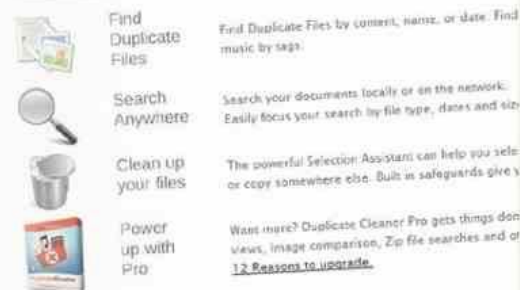 Find
Duplicate
Files
Find Duplicate Files by content, name, or date. Find
music by tags.
Search
Anywhere
Search your documents locally or on the network.
Easily focus your search by file type, dates and size
Clean up
your files
The powerful Selection Assistant can help you sele
or copy somewhere else. Built in safeguards give y
Power
up with
Pro
Want more? Duplicate Cleaner Pro gets things don
views, image comparison, Zip file searches and ot
12 Reasons to upgrade.